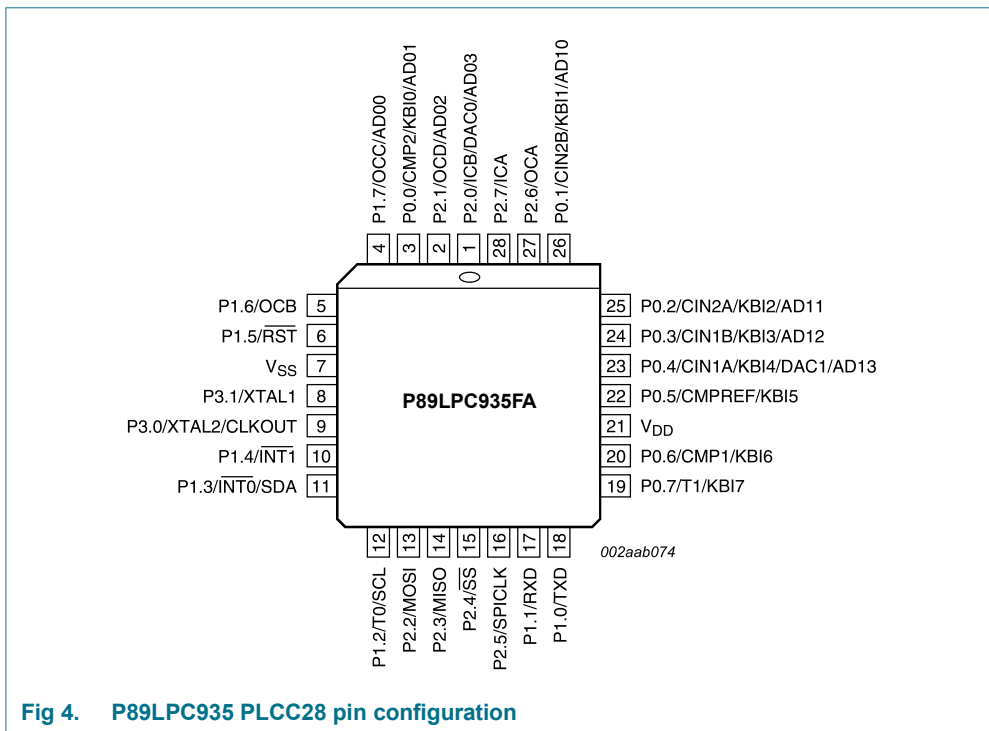 P1.7/OCC/AD00
P0.0/CMP2/KBI0/AD01
P2.1/OCD/AD02
P2.0/ICB/DAC0/AD03
P2.7/ICA
P2.6/OCA
P0.1/CIN2B/KBI1/AD10
4
3
2
1
28
27
26
P1.6/OCB 5
P1.5/R̅S̅T̅ 6
VSS 7
P3.1/XTAL1 8
P3.0/XTAL2/CLKOUT 9
P1.4/I̅N̅T̅1̅ 10
P1.3/I̅N̅T̅0̅/SDA 11
P89LPC935FA
25 P0.2/CIN2A/KBI2/AD11
24 P0.3/CIN1B/KBI3/AD12
23 P0.4/CIN1A/KBI4/DAC1/AD13
22 P0.5/CMPREF/KBI5
21 VDD
20 P0.6/CMP1/KBI6
19 P0.7/T1/KBI7
12
13
14
15
16
17
18
P1.2/T0/SCL
P2.2/MOSI
P2.3/MISO
P2.4/S̅S̅
P2.5/SPICLK
P1.1/RXD
P1.0/TXD
002aab074
Fig 4. P89LPC935 PLCC28 pin configuration